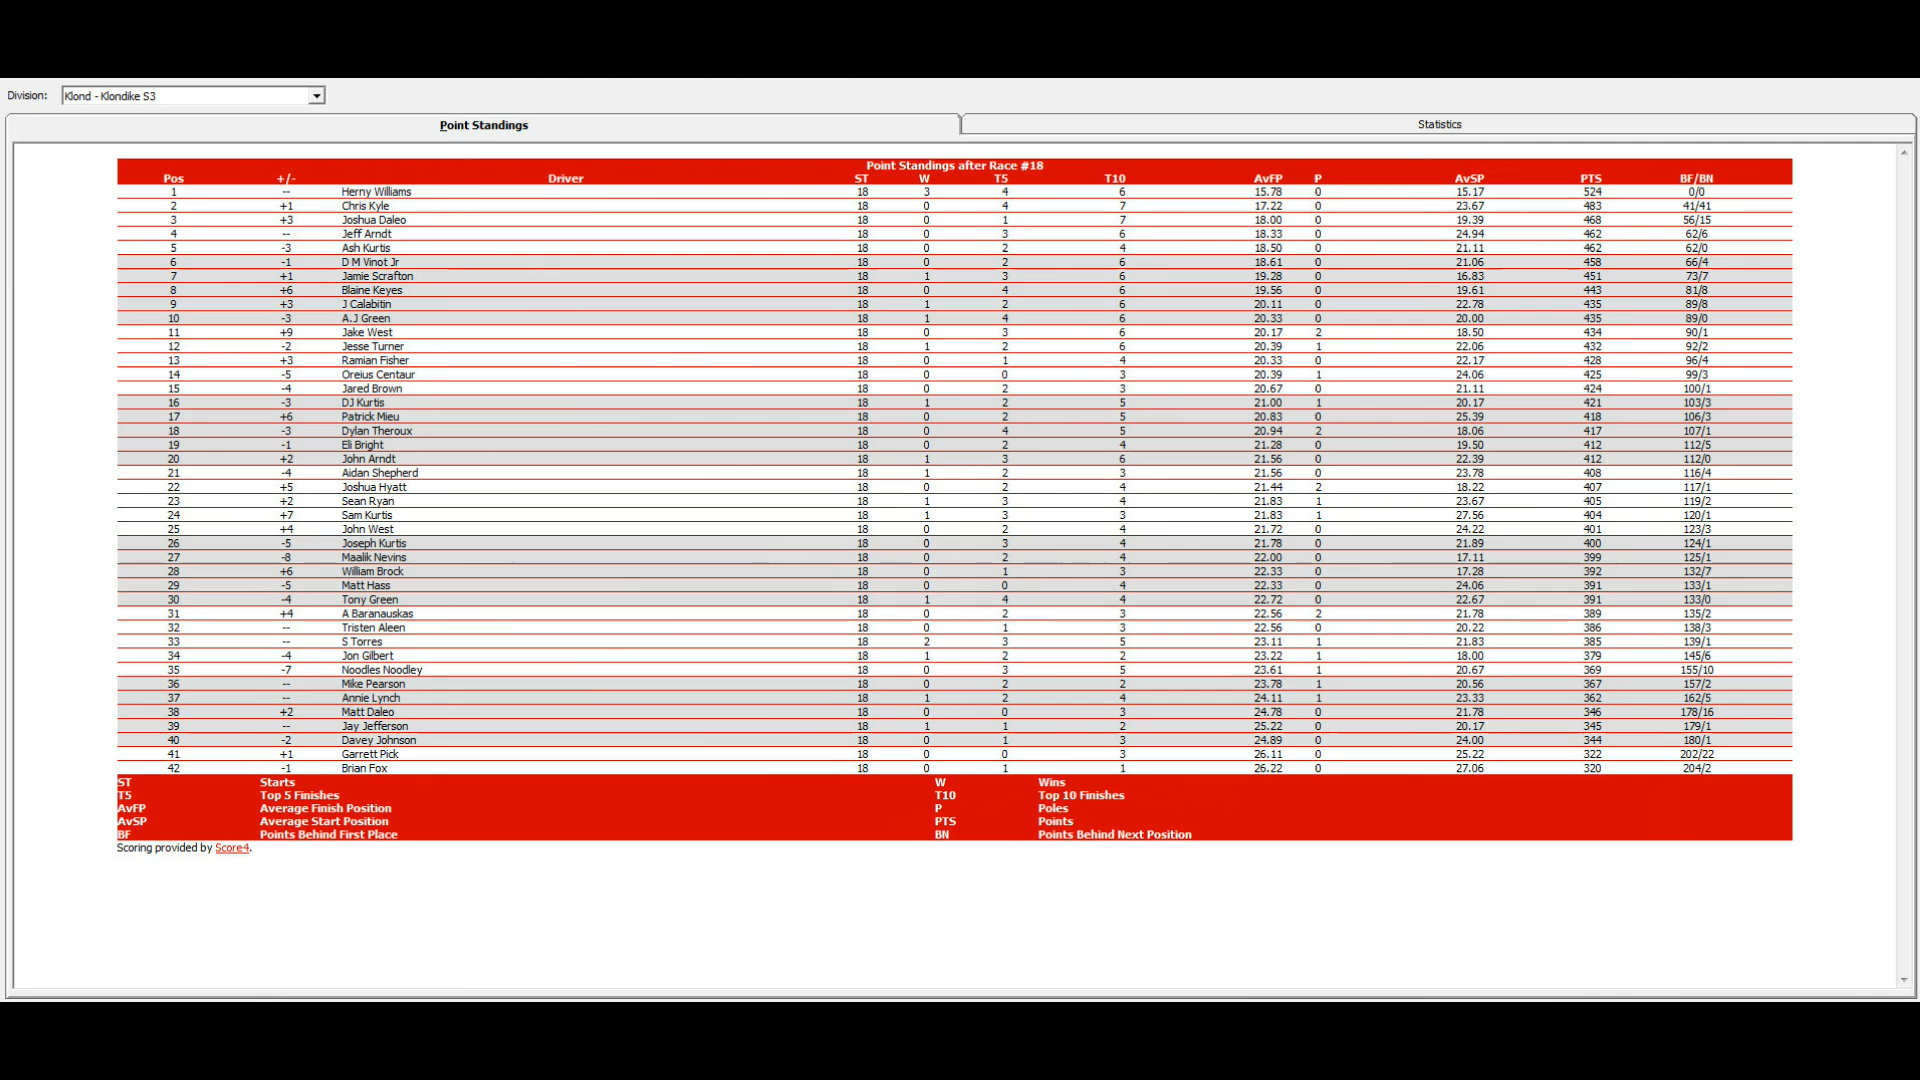 Division: Klond - Klondike S3
Point Standings Statistics
Point Standings after Race #18
Pos +/- Driver ST W T5 T10 AvFP P AvSP PTS BF/BN
1 -- Herny Williams 18 3 4 6 15.78 0 15.17 524 0/0
2 +1 Chris Kyle 18 0 4 7 17.22 0 23.67 483 41/41
3 +3 Joshua Daleo 18 0 1 7 18.00 0 19.39 468 56/15
4 -- Jeff Arndt 18 0 3 6 18.33 0 24.94 462 62/6
5 -3 Ash Kurtis 18 0 2 4 18.50 0 21.11 462 62/0
6 -1 D M Vinot Jr 18 0 2 6 18.61 0 21.06 458 66/4
7 +1 Jamie Scrafton 18 1 3 6 19.28 0 16.83 451 73/7
8 +6 Blaine Keyes 18 0 4 6 19.56 0 19.61 443 81/8
9 +3 J Calabitin 18 1 2 6 20.11 0 22.78 435 89/8
10 -3 A.J Green 18 1 4 6 20.33 0 20.00 435 89/0
11 +9 Jake West 18 0 3 6 20.17 2 18.50 434 90/1
12 -2 Jesse Turner 18 1 2 6 20.39 1 22.06 432 92/2
13 +3 Ramian Fisher 18 0 1 4 20.33 0 22.17 428 96/4
14 -5 Oreius Centaur 18 0 0 3 20.39 1 24.06 425 99/3
15 -4 Jared Brown 18 0 2 3 20.67 0 21.11 424 100/1
16 -3 DJ Kurtis 18 1 2 5 21.00 1 20.17 421 103/3
17 +6 Patrick Mieu 18 0 2 5 20.83 0 25.39 418 106/3
18 -3 Dylan Theroux 18 0 4 5 20.94 2 18.06 417 107/1
19 -1 Eli Bright 18 0 2 4 21.28 0 19.50 412 112/5
20 +2 John Arndt 18 1 3 6 21.56 0 22.39 412 112/0
21 -4 Aidan Shepherd 18 1 2 3 21.56 0 23.78 408 116/4
22 +5 Joshua Hyatt 18 0 2 4 21.44 2 18.22 407 117/1
23 +2 Sean Ryan 18 1 3 4 21.83 1 23.67 405 119/2
24 +7 Sam Kurtis 18 1 3 3 21.83 1 27.56 404 120/1
25 +4 John West 18 0 2 4 21.72 0 24.22 401 123/3
26 -5 Joseph Kurtis 18 0 3 4 21.78 0 21.89 400 124/1
27 -8 Maalik Nevins 18 0 2 4 22.00 0 17.11 399 125/1
28 +6 William Brock 18 0 1 3 22.33 0 17.28 392 132/7
29 -5 Matt Hass 18 0 0 4 22.33 0 24.06 391 133/1
30 -4 Tony Green 18 1 4 4 22.72 0 22.67 391 133/0
31 +4 A Baranauskas 18 0 2 3 22.56 2 21.78 389 135/2
32 -- Tristen Aleen 18 0 1 3 22.56 0 20.22 386 138/3
33 -- S Torres 18 2 3 5 23.11 1 21.83 385 139/1
34 -4 Jon Gilbert 18 1 2 2 23.22 1 18.00 379 145/6
35 -7 Noodles Noodley 18 0 3 5 23.61 1 20.67 369 155/10
36 -- Mike Pearson 18 0 2 2 23.78 1 20.56 367 157/2
37 -- Annie Lynch 18 1 2 4 24.11 1 23.33 362 162/5
38 +2 Matt Daleo 18 0 0 3 24.78 0 21.78 346 178/16
39 -- Jay Jefferson 18 1 1 2 25.22 0 20.17 345 179/1
40 -2 Davey Johnson 18 0 1 3 24.89 0 24.00 344 180/1
41 +1 Garrett Pick 18 0 0 3 26.11 0 25.22 322 202/22
42 -1 Brian Fox 18 0 1 1 26.22 0 27.06 320 204/2
ST Starts W Wins
T5 Top 5 Finishes T10 Top 10 Finishes
AvFP Average Finish Position P Poles
AvSP Average Start Position PTS Points
BF Points Behind First Place BN Points Behind Next Position
Scoring provided by Score4.